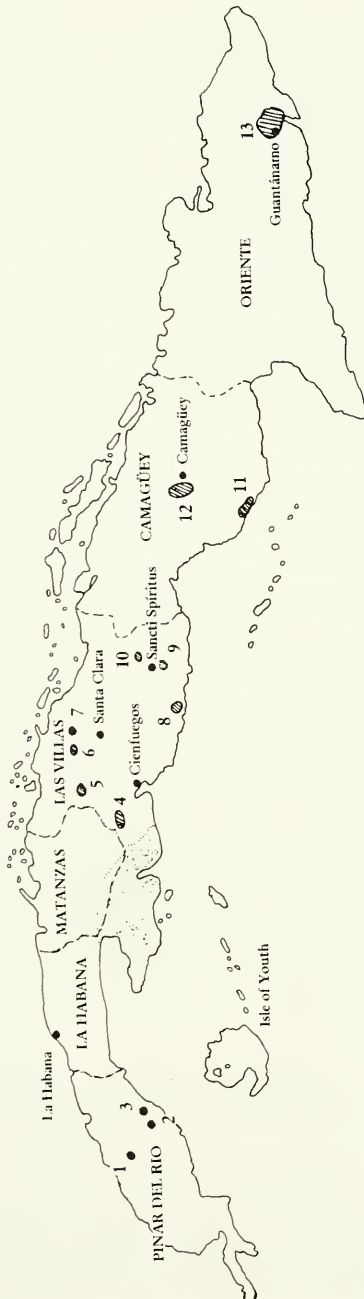 La Habana
PINAR DEL RIO
1
2
3
LA HABANA
MATANZAS
LAS VILLAS
4
5
6
7
Santa Clara
Cienfuegos
8
9
10
Sancti Spíritus
Isle of Youth
CAMAGÜEY
12
Camagüey
11
ORIENTE
13
Guantánamo